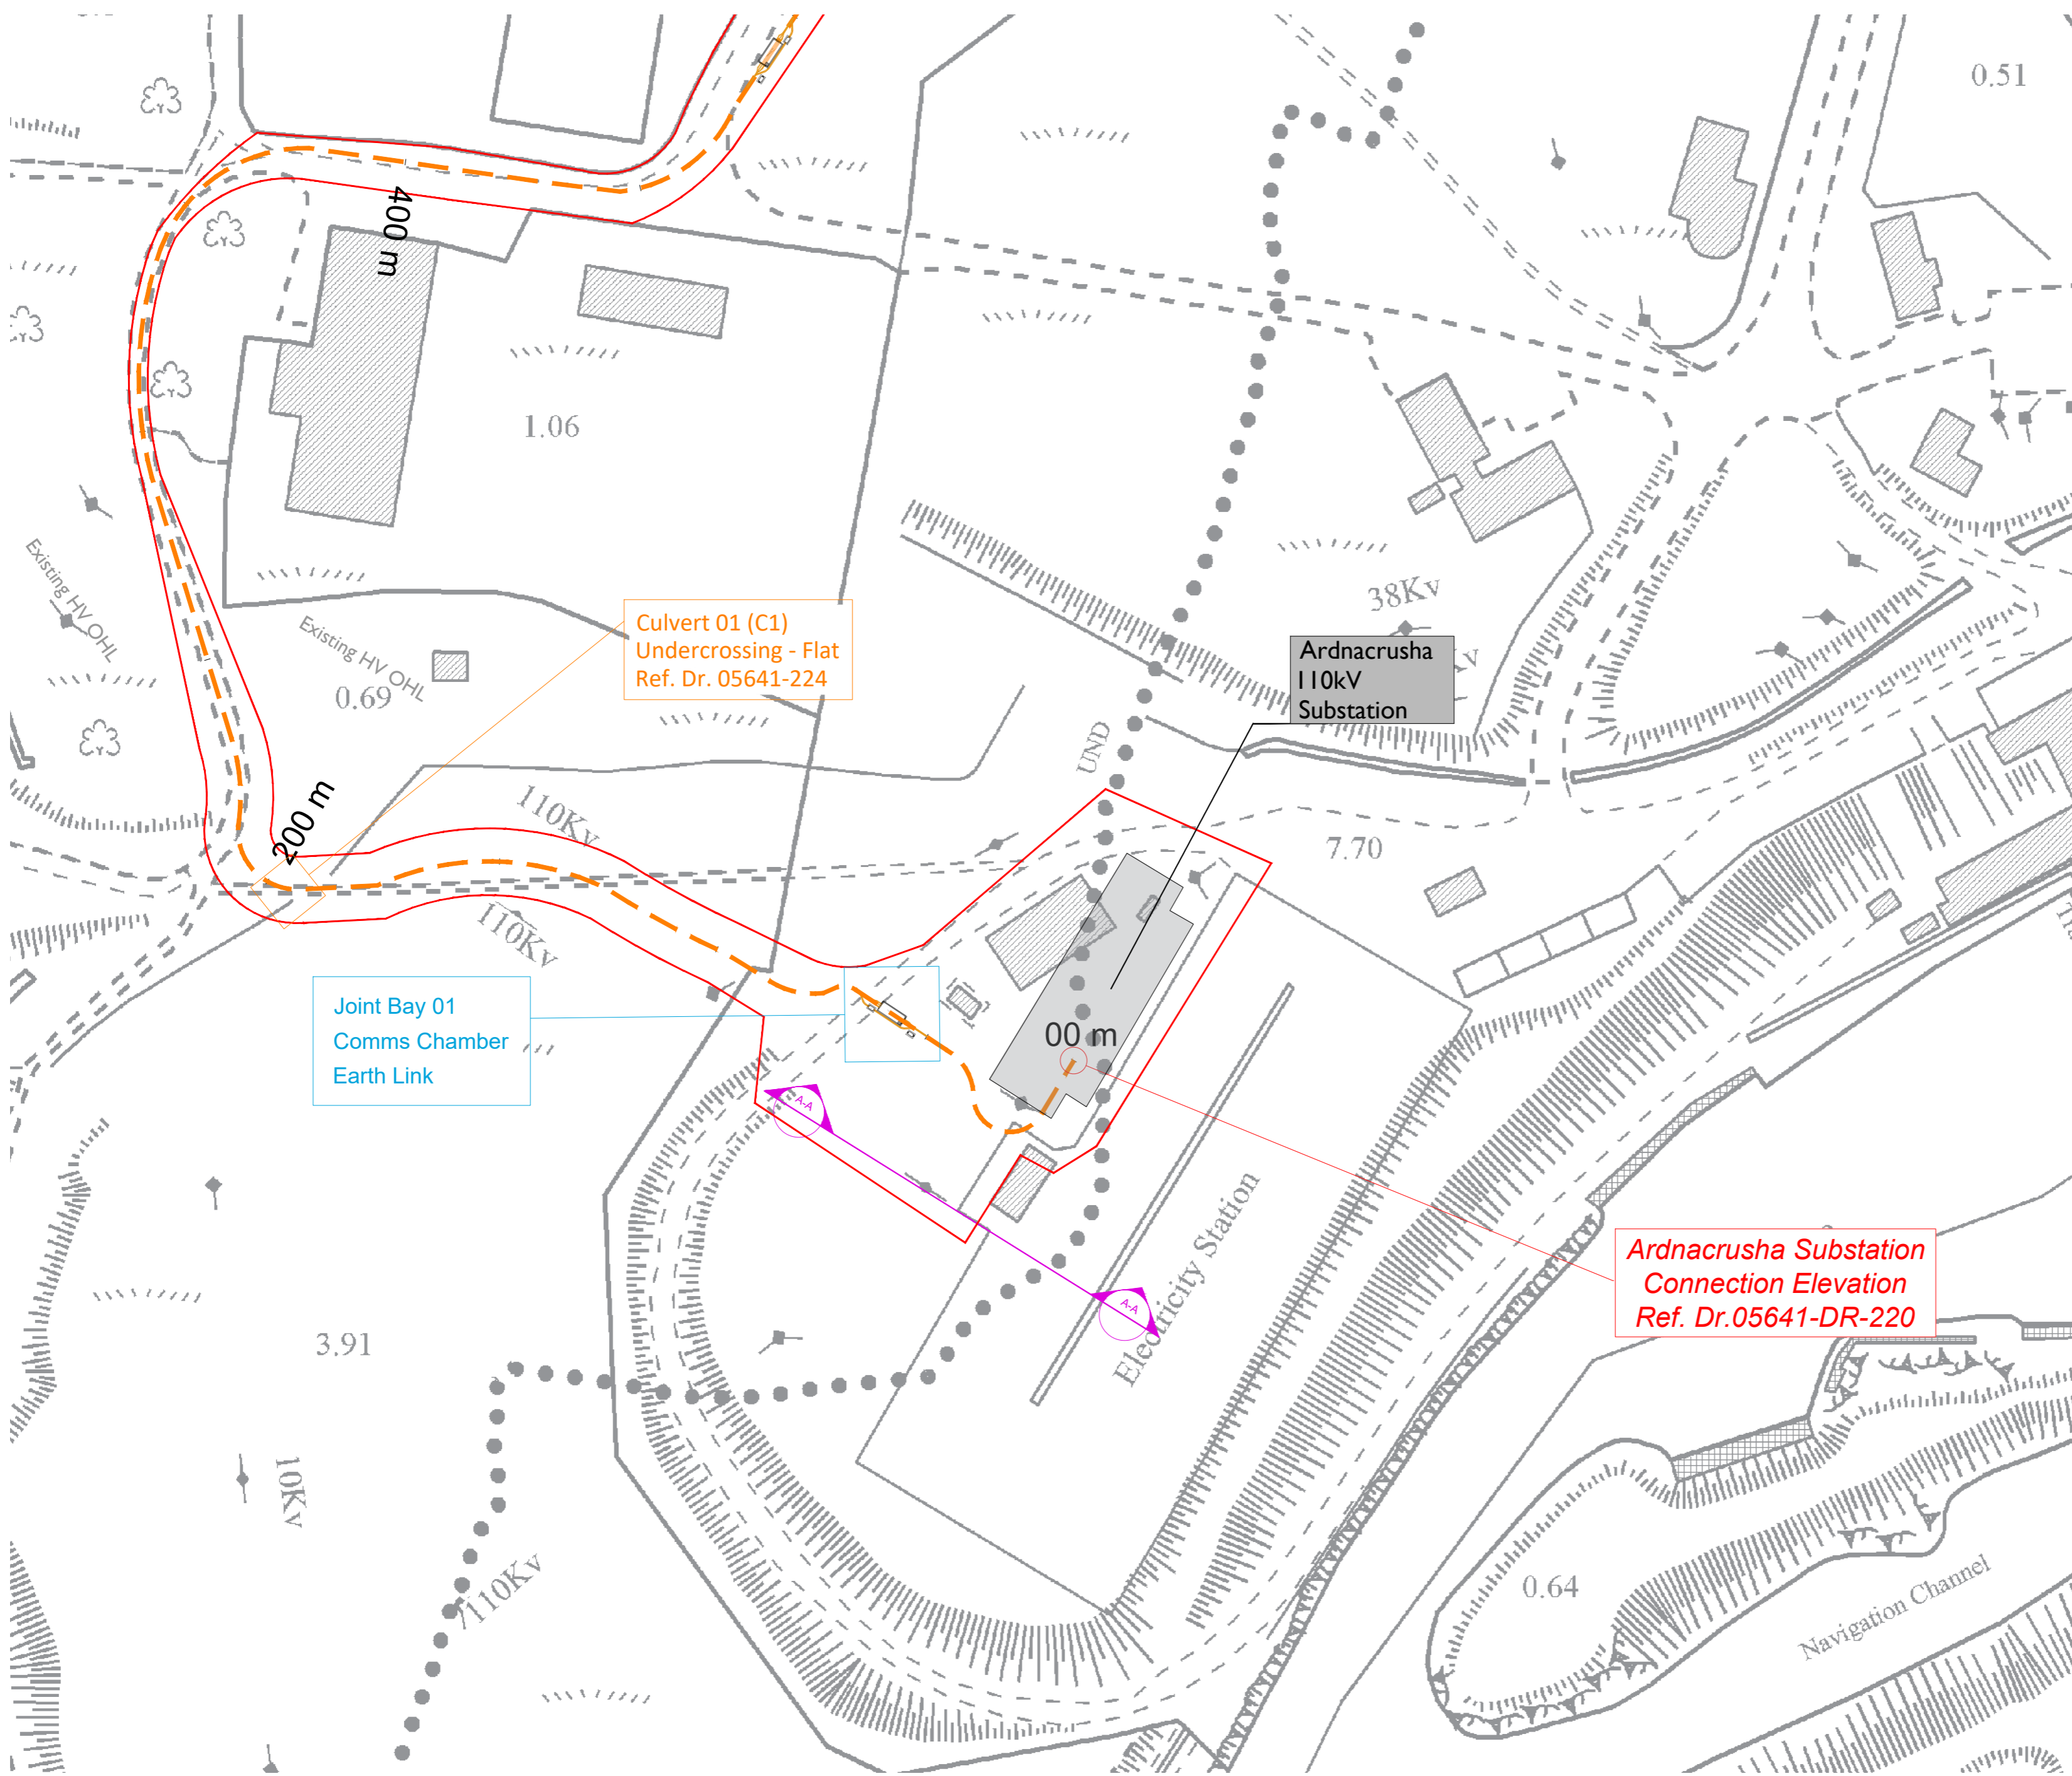 0.51
400 m
1.06
Existing HV OHL
Existing HV OHL
0.69
Culvert 01 (C1)
Undercrossing - Flat
Ref. Dr. 05641-224
38Kv
Ardnacrusha
110kV
Substation
UND
200 m
110Kv
7.70
110Kv
Joint Bay 01
Comms Chamber
Earth Link
00 m
A-A
A-A
Electricity Station
Ardnacrusha Substation
Connection Elevation
Ref. Dr.05641-DR-220
3.91
10Kv
110Kv
0.64
Navigation Channel